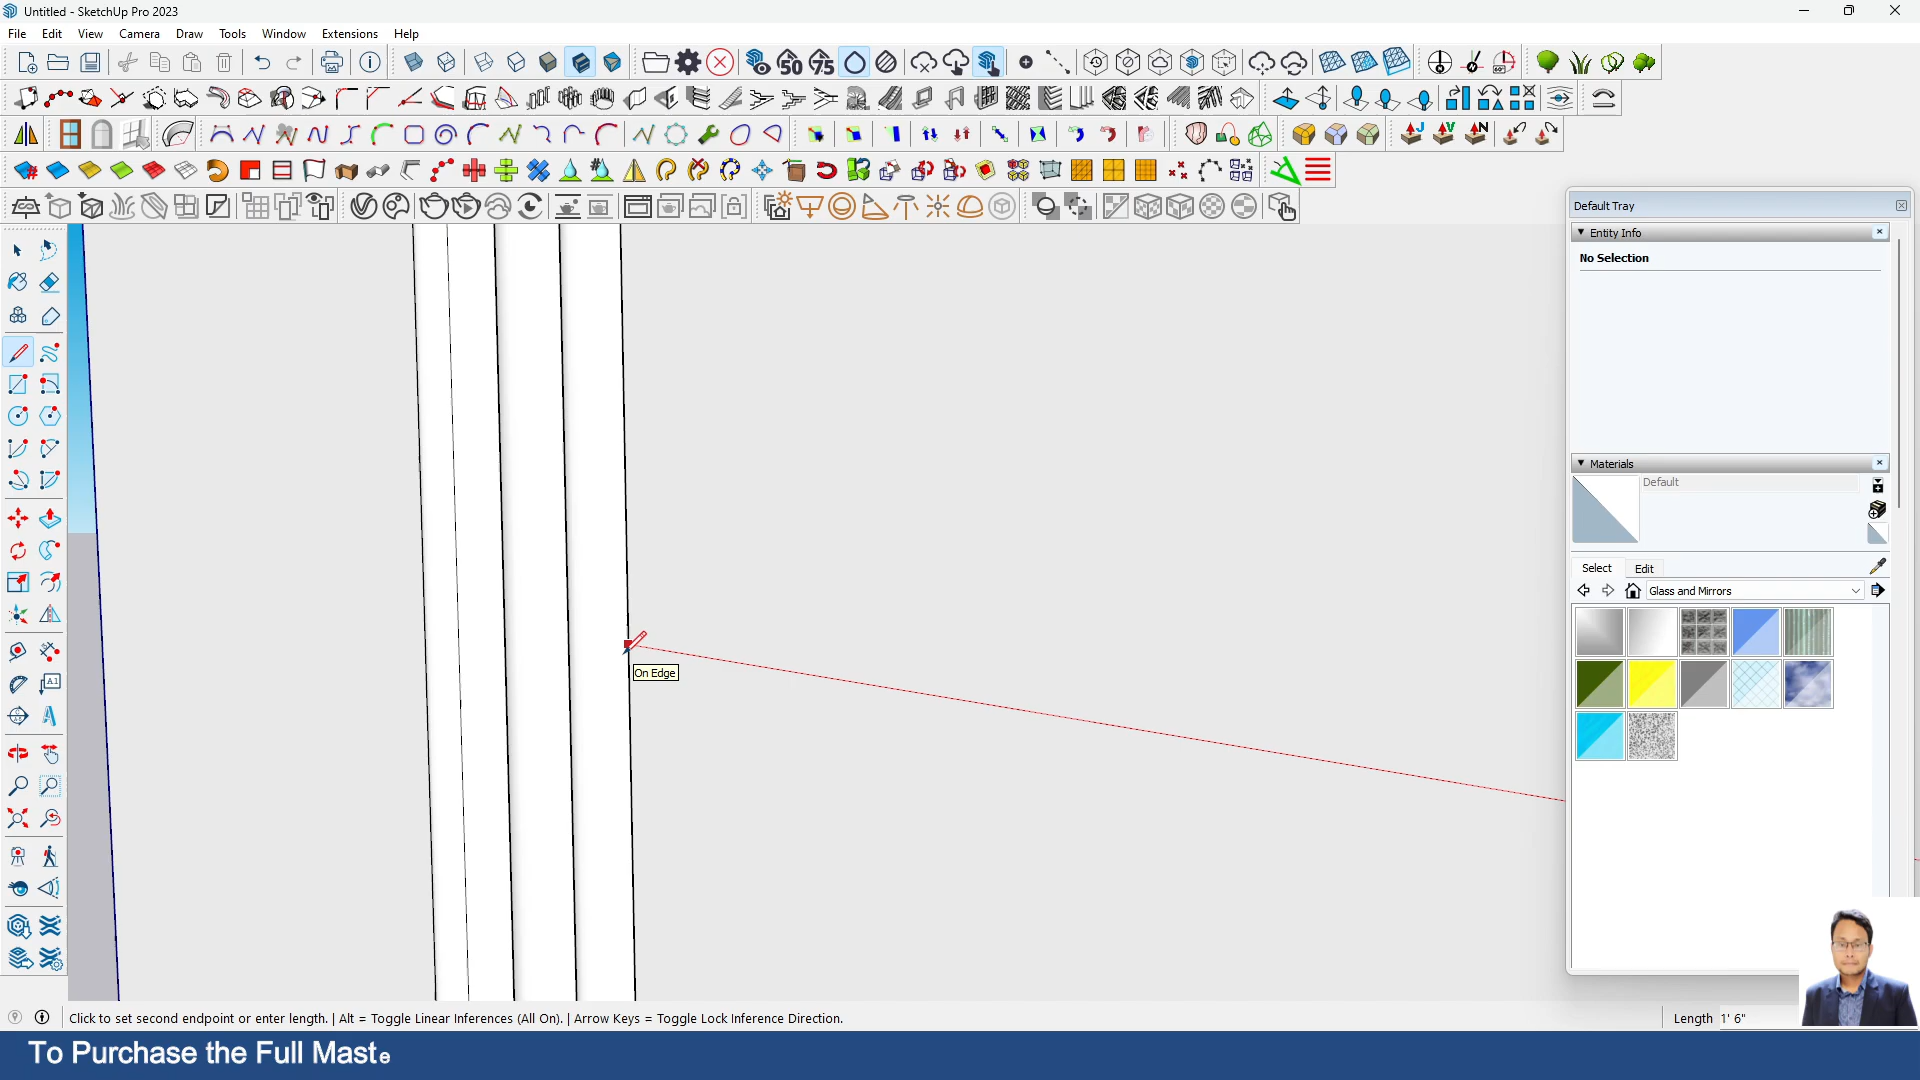 Untitled - SketchUp Pro 2023
File Edit View Camera Draw Tools Window Extensions Help
Default Tray
Entity Info
No Selection
Materials
Default
Select Edit
Glass and Mirrors
On Edge
Click to set second endpoint or enter length. | Alt = Toggle Linear Inferences (All On). | Arrow Keys = Toggle Lock Inference Direction.
Length 1' 6"
To Purchase the Full Maste